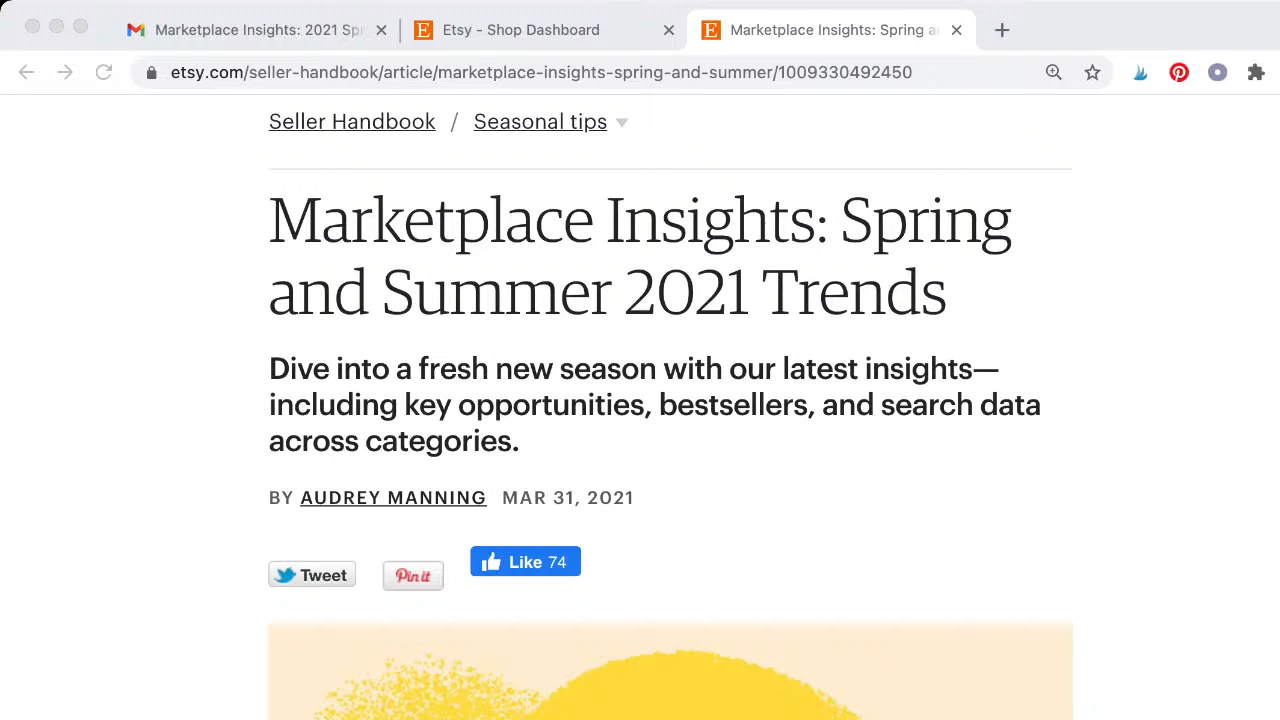 Marketplace Insights: 2021 Spr
Etsy - Shop Dashboard
Marketplace Insights: Spring a
etsy.com/seller-handbook/article/marketplace-insights-spring-and-summer/1009330492450
Seller Handbook / Seasonal tips
Marketplace Insights: Spring
and Summer 2021 Trends
Dive into a fresh new season with our latest insights—
including key opportunities, bestsellers, and search data
across categories.
BY AUDREY MANNING MAR 31, 2021
Tweet
Pin it
Like 74